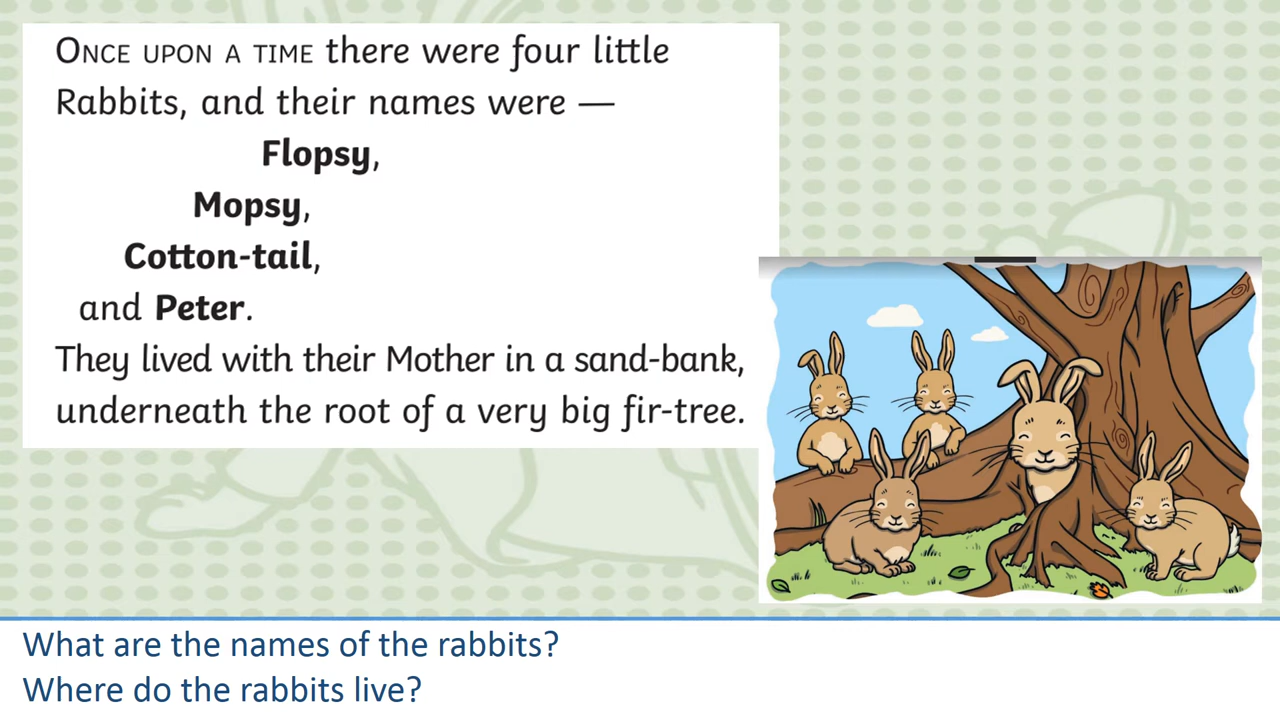 ONCE UPON A TIME there were four little
Rabbits, and their names were —
Flopsy,
Mopsy,
Cotton-tail,
and Peter.
They lived with their Mother in a sand-bank,
underneath the root of a very big fir-tree.
What are the names of the rabbits?
Where do the rabbits live?